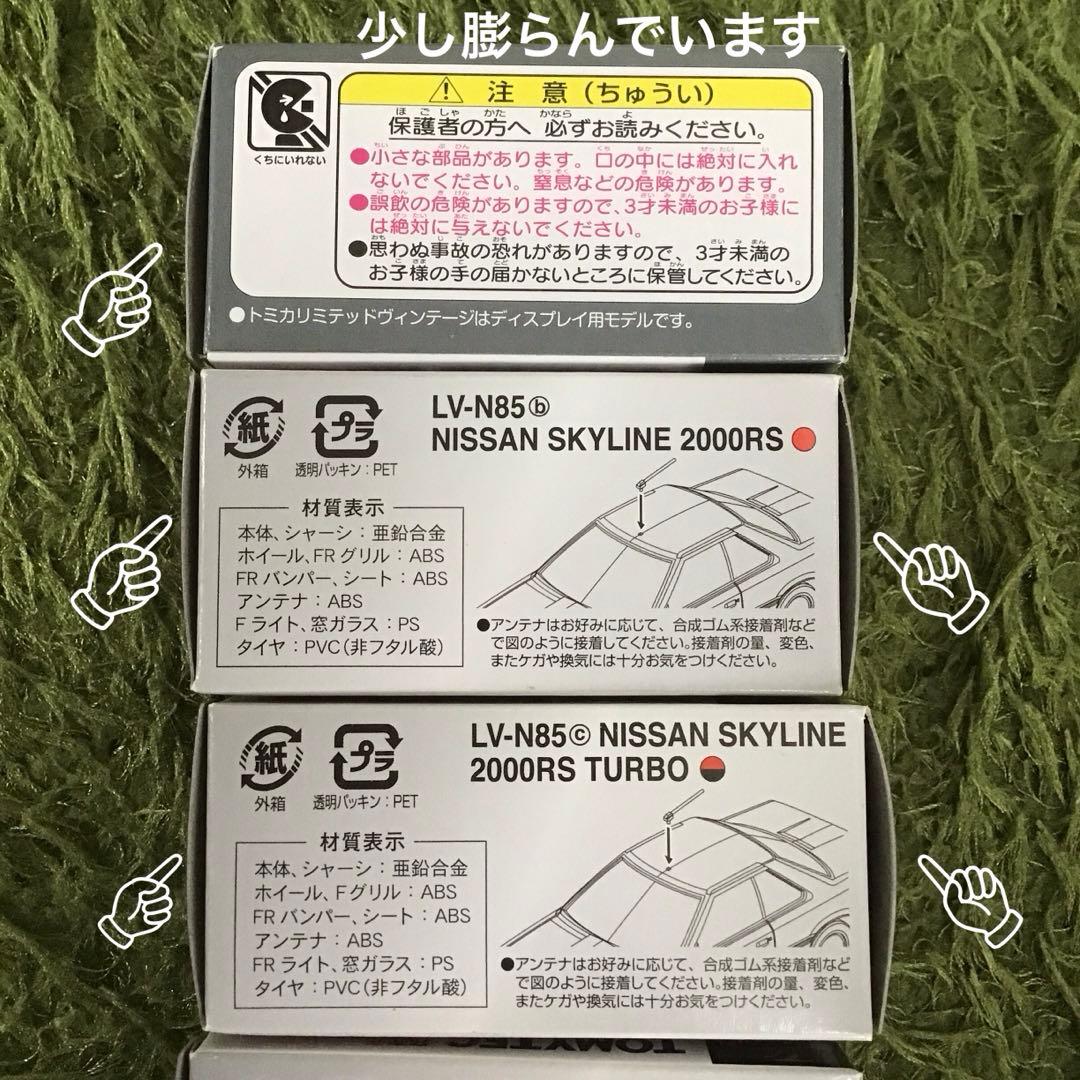 少し膨らんでいます
注 意（ちゅうい）
保護者の方へ 必ずお読みください。
くちにいれない
●小さな部品があります。口の中には絶対に入れ
ないでください。窒息などの危険があります。
●誤飲の危険がありますので、3才未満のお子様に
は絶対に与えないでください。
●思わぬ事故の恐れがありますので、3才未満の
お子様の手の届かないところに保管してください。
●トミカリミテッドヴィンテージはディスプレイ用モデルです。
紙
外箱
プラ
透明パッキン：PET
LV-N85ⓑ
NISSAN SKYLINE 2000RS
材質表示
本体、シャーシ：亜鉛合金
ホイール、FRグリル：ABS
FRバンパー、シート：ABS
アンテナ：ABS
Fライト、窓ガラス：PS
タイヤ：PVC（非フタル酸）
●アンテナはお好みに応じて、合成ゴム系接着剤など
で図のように接着してください。接着剤の量、変色、
またケガや換気には十分お気をつけください。
紙
外箱
プラ
透明パッキン：PET
LV-N85ⓒ NISSAN SKYLINE
2000RS TURBO
材質表示
本体、シャーシ：亜鉛合金
ホイール、Fグリル：ABS
FRバンパー、シート：ABS
アンテナ：ABS
FRライト、窓ガラス：PS
タイヤ：PVC（非フタル酸）
●アンテナはお好みに応じて、合成ゴム系接着剤など
で図のように接着してください。接着剤の量、変色、
またケガや換気には十分お気をつけください。
TOMYTEC